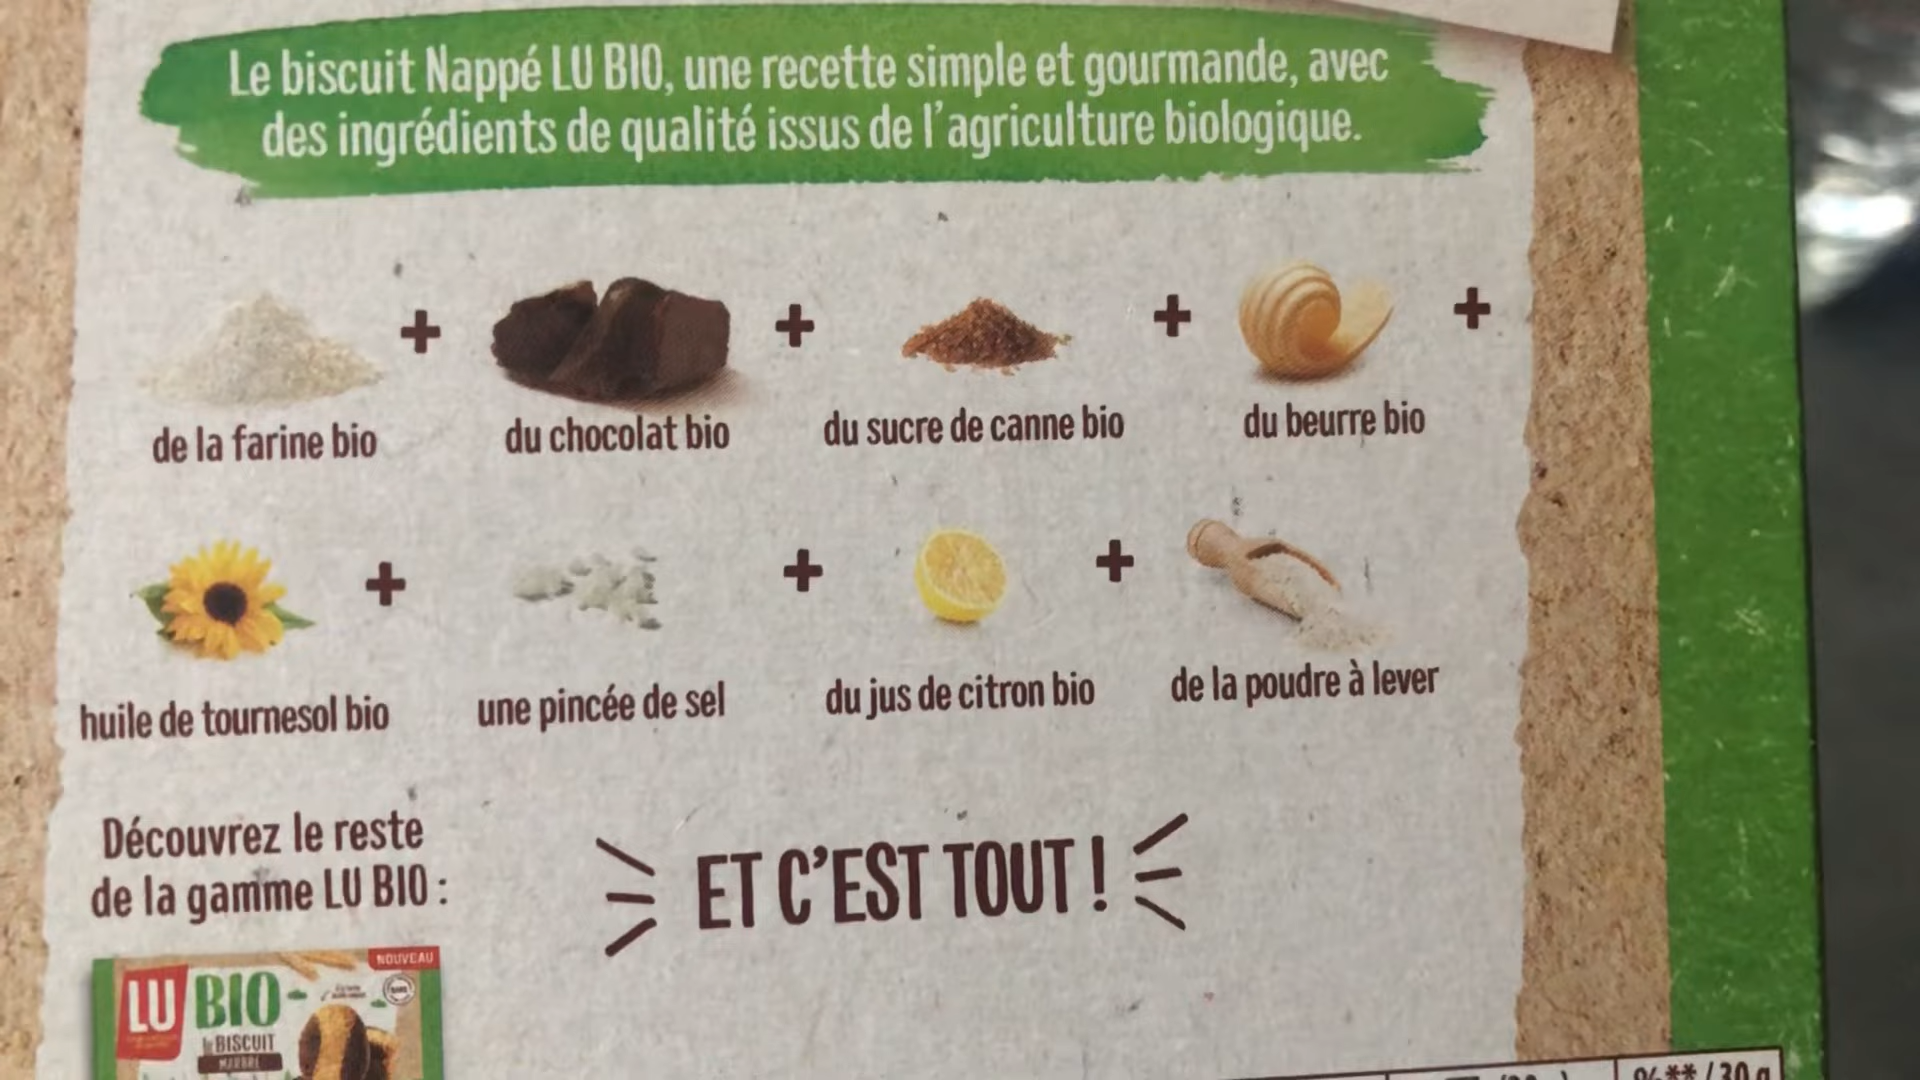 Le biscuit Nappé LU BIO, une recette simple et gourmande, avec
des ingrédients de qualité issus de l'agriculture biologique.
+ + + +
de la farine bio du chocolat bio du sucre de canne bio du beurre bio
+ + +
huile de tournesol bio une pincée de sel du jus de citron bio de la poudre à lever
Découvrez le reste
de la gamme LU BIO :
ET C'EST TOUT !
NOUVEAU
LU BIO
le BISCUIT
MARBRÉ
%** / 30 g